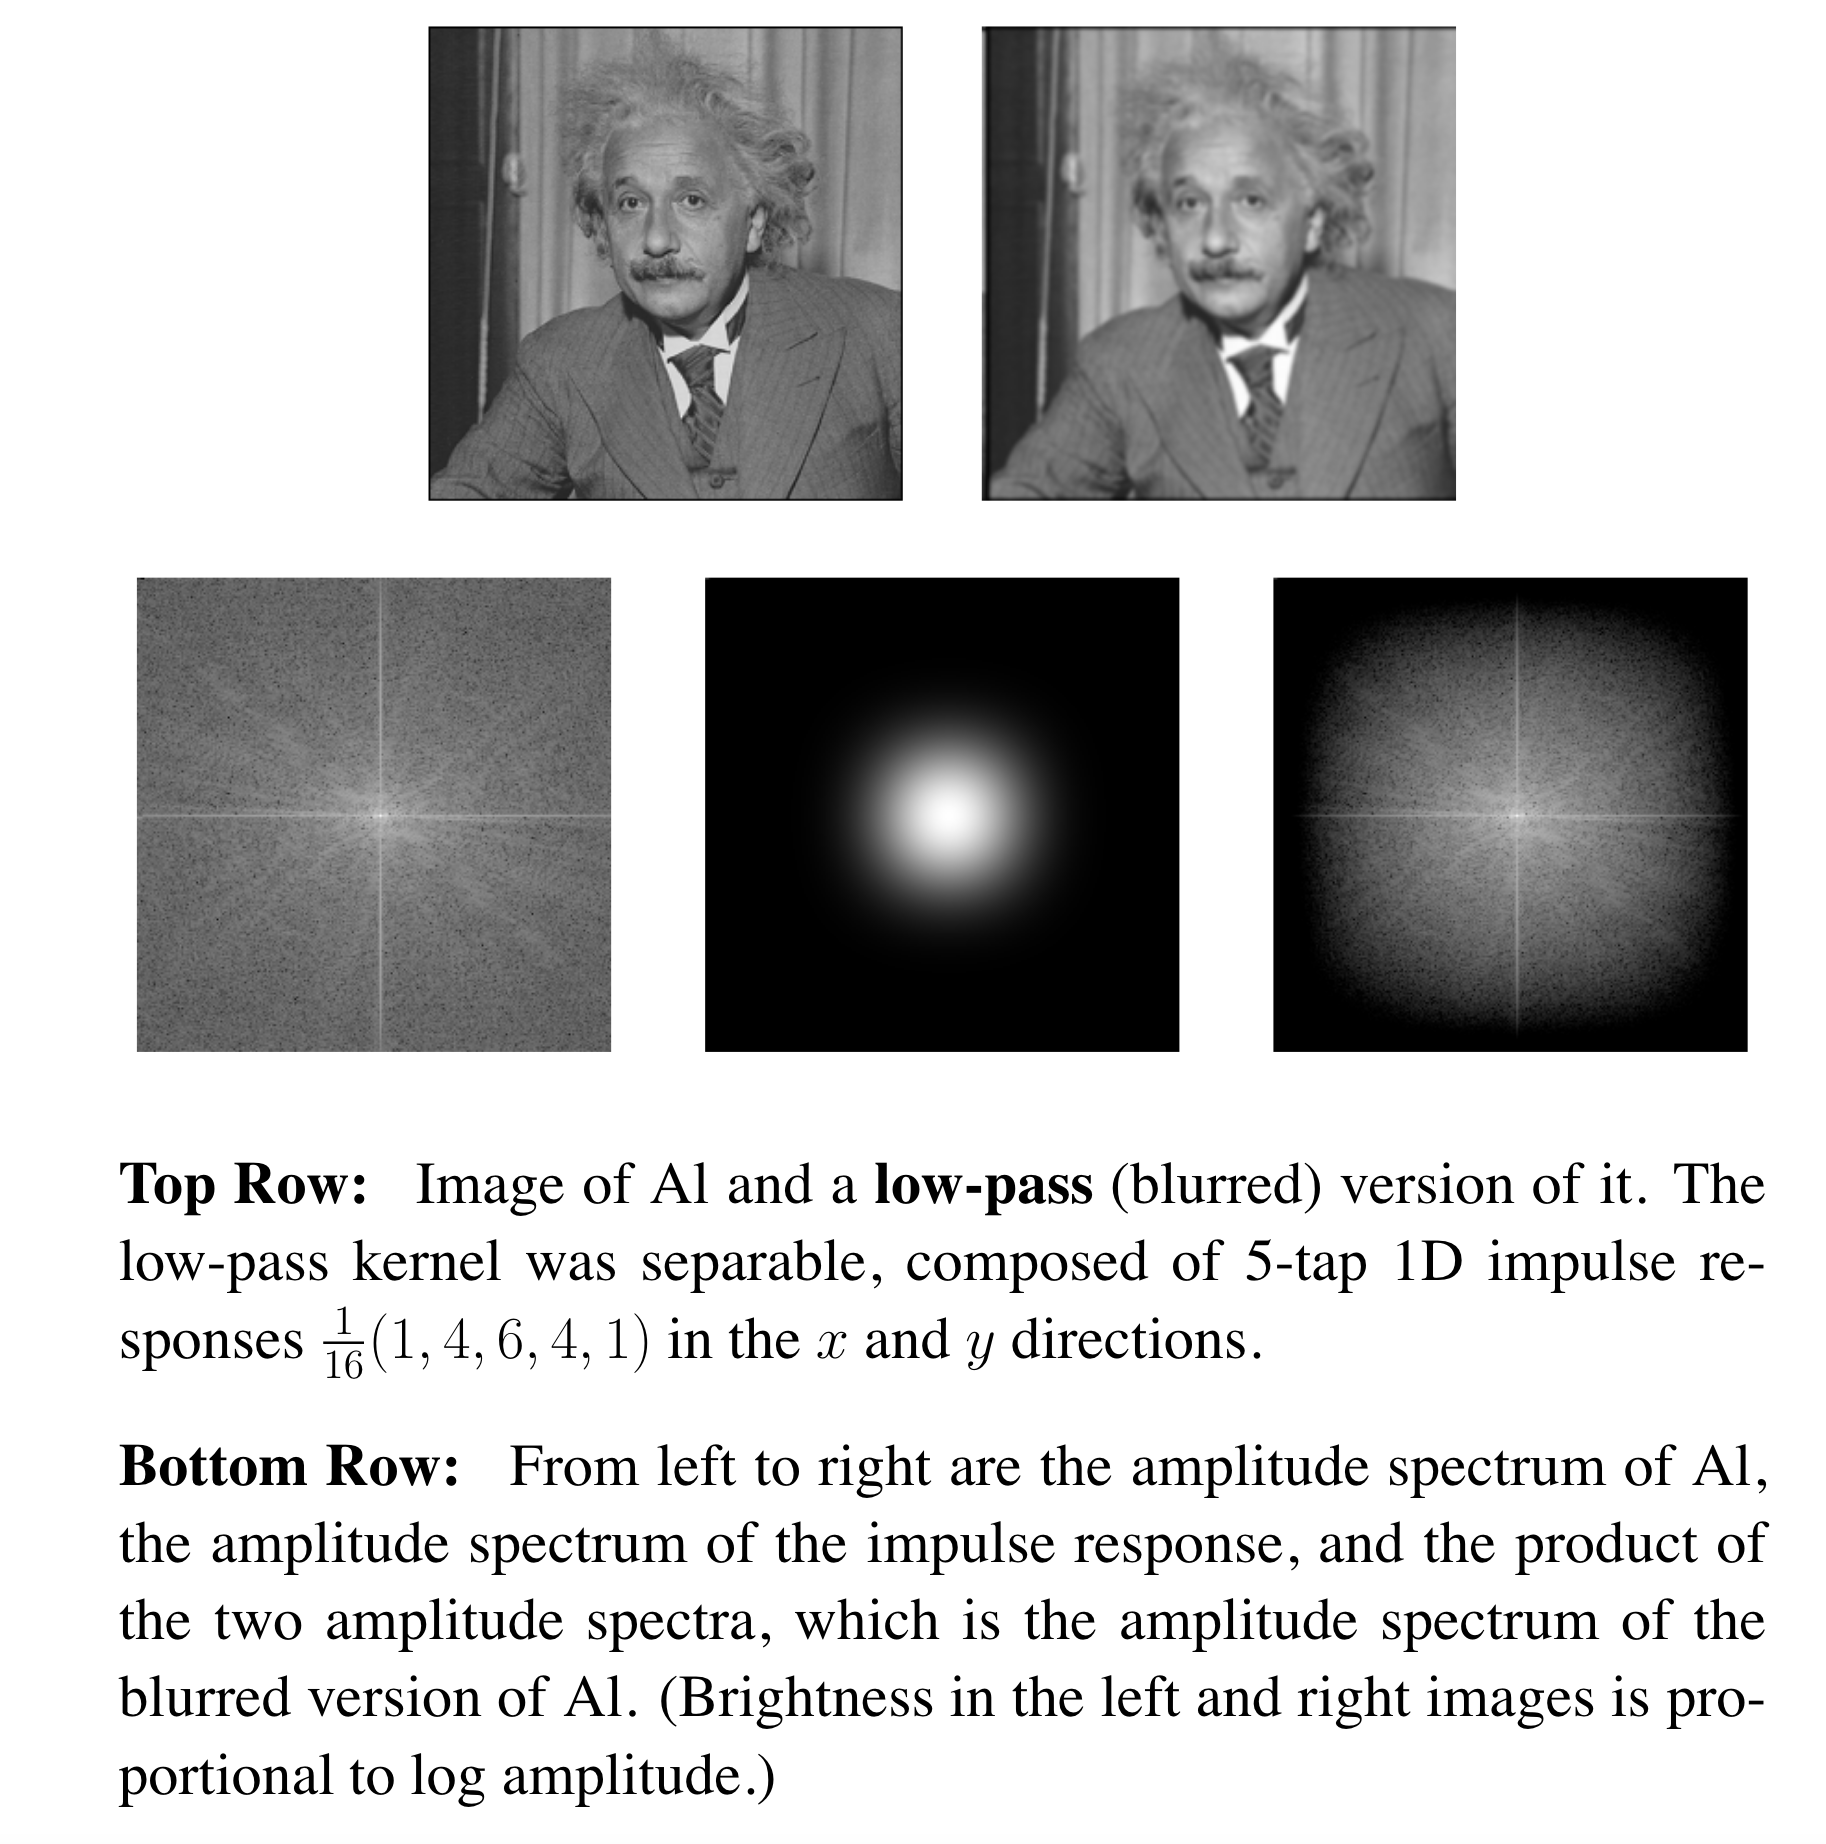 Top Row: Image of Al and a low-pass (blurred) version of it. The
low-pass kernel was separable, composed of 5-tap 1D impulse re-
sponses \frac{1}{16}(1, 4, 6, 4, 1) in the x and y directions.
Bottom Row: From left to right are the amplitude spectrum of Al,
the amplitude spectrum of the impulse response, and the product of
the two amplitude spectra, which is the amplitude spectrum of the
blurred version of Al. (Brightness in the left and right images is pro-
portional to log amplitude.)